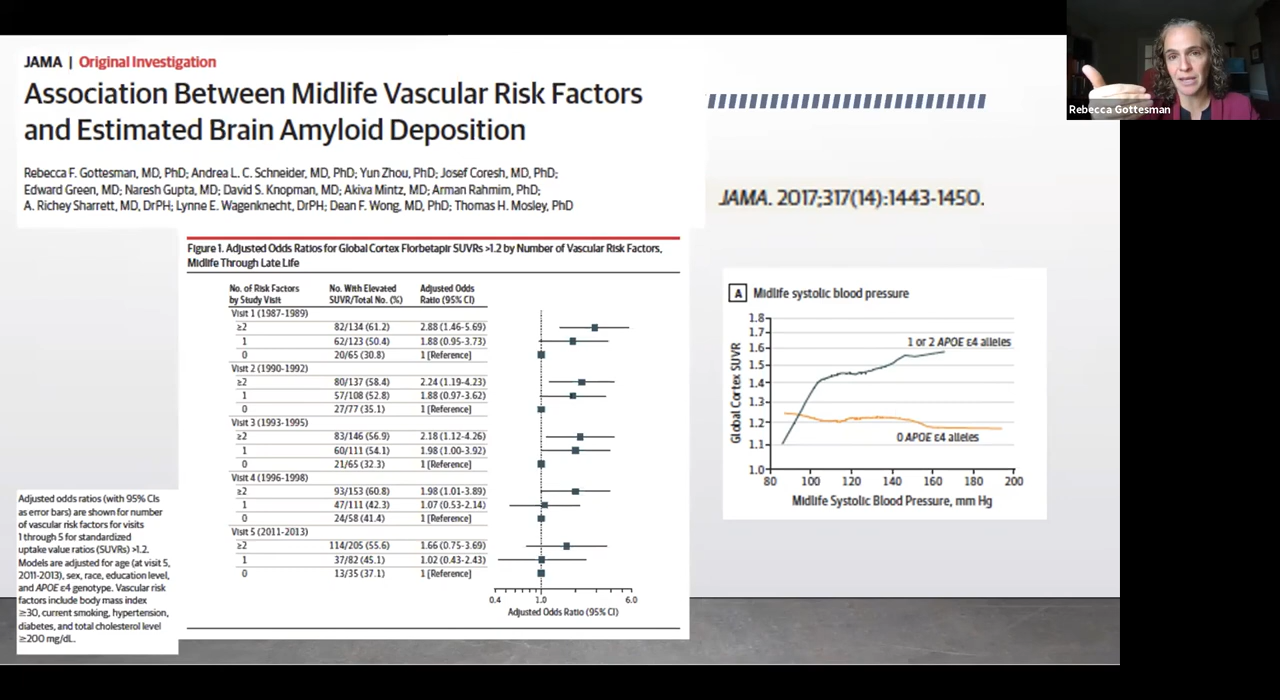 JAMA | Original Investigation
Association Between Midlife Vascular Risk Factors
and Estimated Brain Amyloid Deposition
Rebecca F. Gottesman, MD, PhD; Andrea L. C. Schneider, MD, PhD; Yun Zhou, PhD; Josef Coresh, MD, PhD;
Edward Green, MD; Naresh Gupta, MD; David S. Knopman, MD; Akiva Mintz, MD; Arman Rahmim, PhD;
A. Richey Sharrett, MD, DrPH; Lynne E. Wagenknecht, DrPH; Dean F. Wong, MD, PhD; Thomas H. Mosley, PhD
Rebecca Gottesman
JAMA. 2017;317(14):1443-1450.
Figure 1. Adjusted Odds Ratios for Global Cortex Florbetapir SUVRs >1.2 by Number of Vascular Risk Factors,
Midlife Through Late Life
No. of Risk Factors No. With Elevated Adjusted Odds
by Study Visit SUVR/Total No. (%) Ratio (95% CI)
Visit 1 (1987-1989)
≥2 82/134 (61.2) 2.88 (1.46-5.69)
1 62/123 (50.4) 1.88 (0.95-3.73)
0 20/65 (30.8) 1 [Reference]
Visit 2 (1990-1992)
≥2 80/137 (58.4) 2.24 (1.19-4.23)
1 57/108 (52.8) 1.88 (0.97-3.62)
0 27/77 (35.1) 1 [Reference]
Visit 3 (1993-1995)
≥2 83/146 (56.9) 2.18 (1.12-4.26)
1 60/111 (54.1) 1.98 (1.00-3.92)
0 21/65 (32.3) 1 [Reference]
Visit 4 (1996-1998)
≥2 93/153 (60.8) 1.98 (1.01-3.89)
1 47/111 (42.3) 1.07 (0.53-2.14)
0 24/58 (41.4) 1 [Reference]
Visit 5 (2011-2013)
≥2 114/205 (55.6) 1.66 (0.75-3.69)
1 37/82 (45.1) 1.02 (0.43-2.43)
0 13/35 (37.1) 1 [Reference]
0.4 1.0 6.0
Adjusted Odds Ratio (95% CI)
Adjusted odds ratios (with 95% CIs
as error bars) are shown for number
of vascular risk factors for visits
1 through 5 for standardized
uptake value ratios (SUVRs) >1.2.
Models are adjusted for age (at visit 5,
2011-2013), sex, race, education level,
and APOE ε4 genotype. Vascular risk
factors include body mass index
≥30, current smoking, hypertension,
diabetes, and total cholesterol level
≥200 mg/dL.
A Midlife systolic blood pressure
1.8
1.7
1.6
1.5
1.4
1.3
1.2
1.1
1.0
Global Cortex SUVR
1 or 2 APOE ε4 alleles
0 APOE ε4 alleles
80 100 120 140 160 180 200
Midlife Systolic Blood Pressure, mm Hg